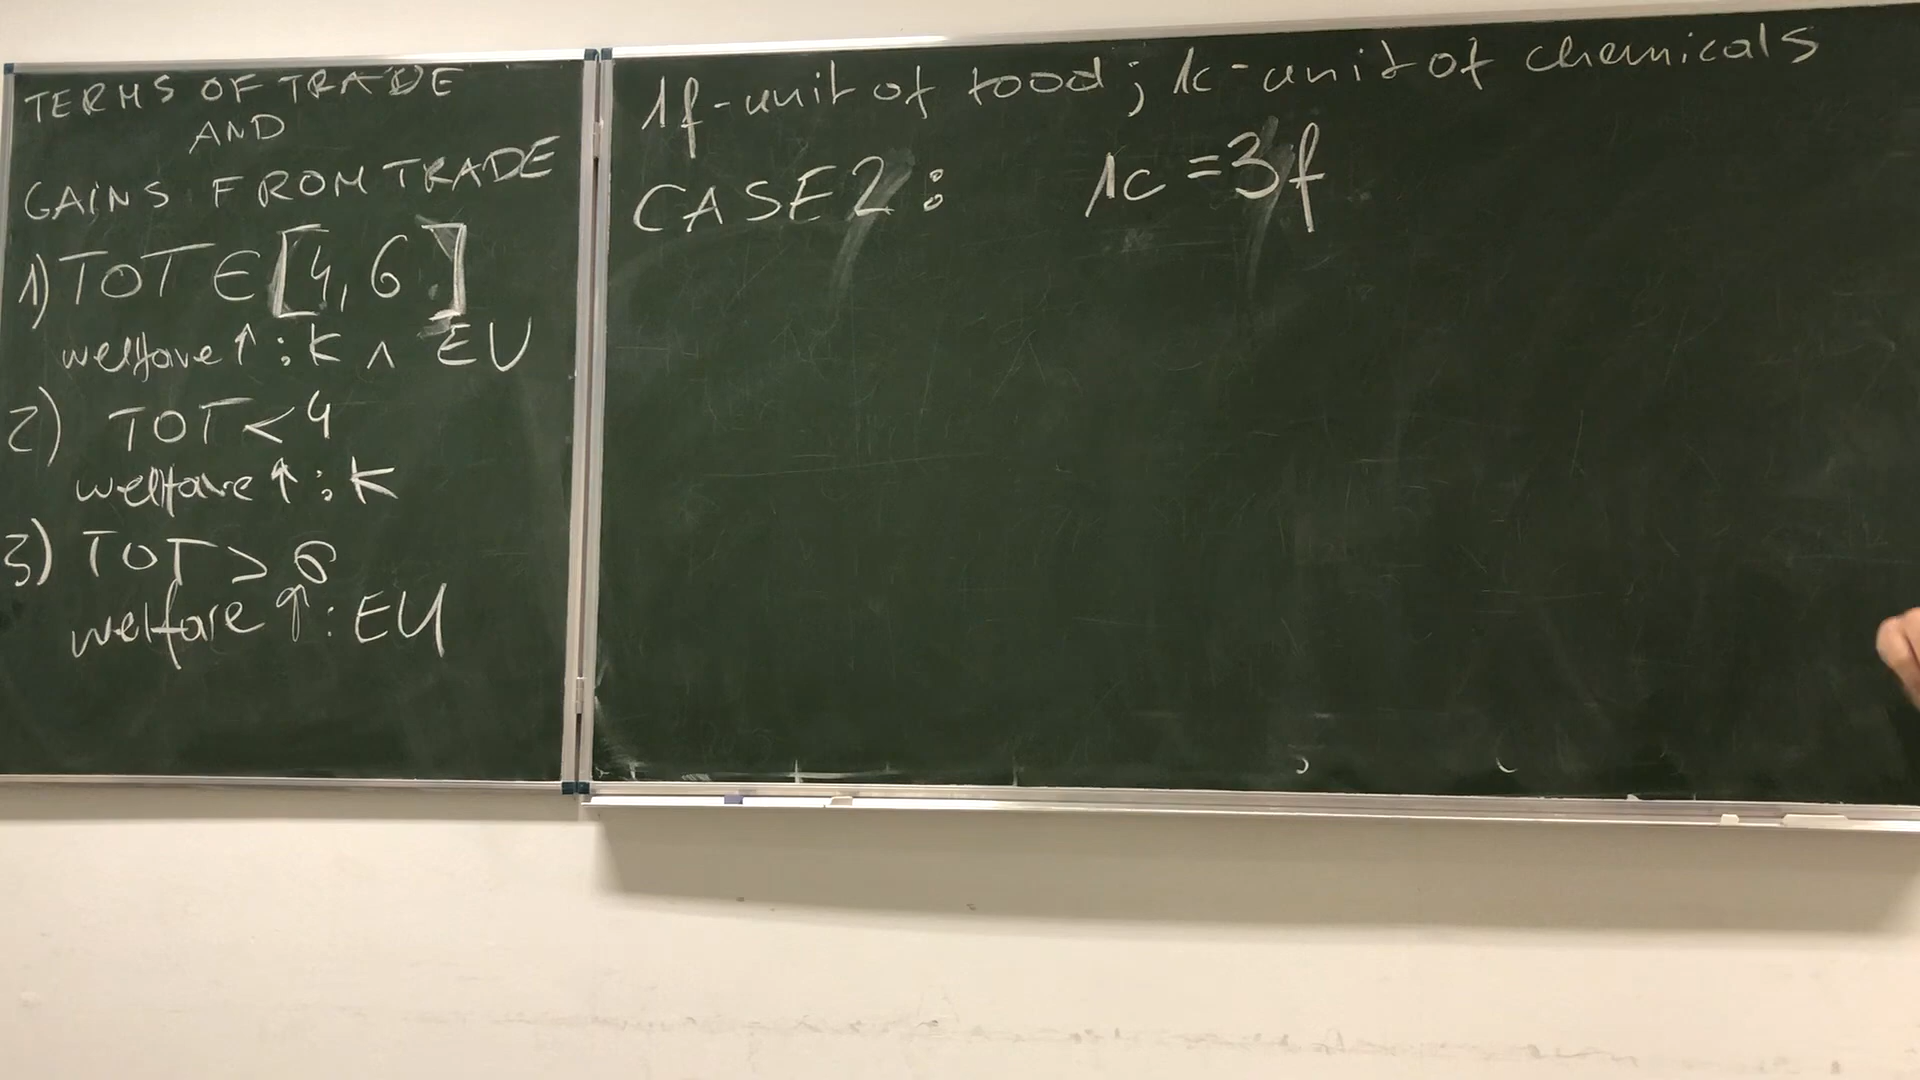 TERMS OF TRADE
AND
GAINS FROM TRADE
1) TOT ∈ [4, 6]
welfare ↑ : K ∧ EU
2) TOT < 4
welfare ↑ : K
3) TOT > 6
welfare ↑ : EU
1f - unit of food ; 1c - unit of chemicals
CASE 2 : 1c = 3f